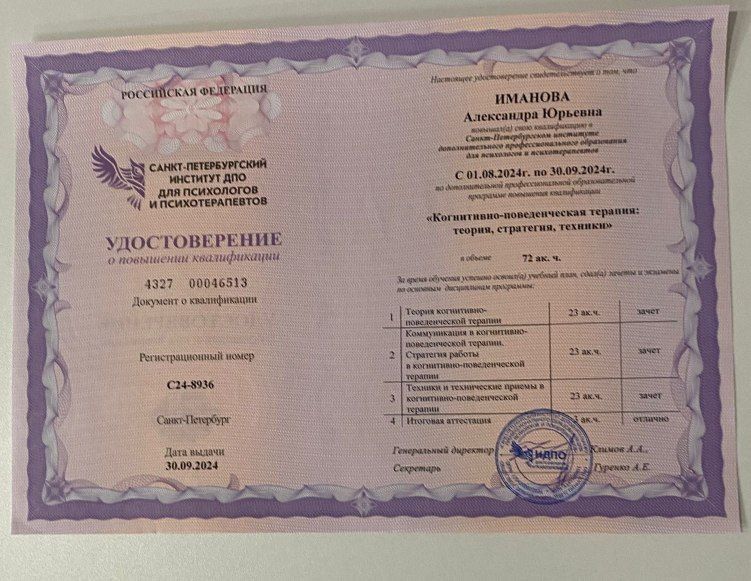 РОССИЙСКАЯ ФЕДЕРАЦИЯ
САНКТ-ПЕТЕРБУРГСКИЙ
ИНСТИТУТ ДПО
ДЛЯ ПСИХОЛОГОВ
И ПСИХОТЕРАПЕВТОВ
УДОСТОВЕРЕНИЕ
о повышении квалификации
4327 00046513
Документ о квалификации
Регистрационный номер
С24-8936
Санкт-Петербург
Дата выдачи
30.09.2024
Настоящее удостоверение свидетельствует о том, что
ИМАНОВА
Александра Юрьевна
повышал(а) свою квалификацию в
Санкт-Петербургском институте
дополнительного профессионального образования
для психологов и психотерапевтов
С 01.08.2024г. по 30.09.2024г.
по дополнительной профессиональной образовательной
программе повышения квалификации
«Когнитивно-поведенческая терапия:
теория, стратегия, техники»
в объеме 72 ак. ч.
За время обучения успешно освоил(а) учебный план, сдал(а) зачеты и экзамены
по основным дисциплинам программы:
1 Теория когнитивно-поведенческой терапии 23 ак.ч. зачет
2 Коммуникация в когнитивно-поведенческой терапии. Стратегия работы в когнитивно-поведенческой терапии 23 ак.ч. зачет
3 Техники и технические приемы в когнитивно-поведенческой терапии 23 ак.ч. зачет
4 Итоговая аттестация ак.ч. отлично
Генеральный директор Климов А.А.
Секретарь Гуренко А.Е.
ИДПО